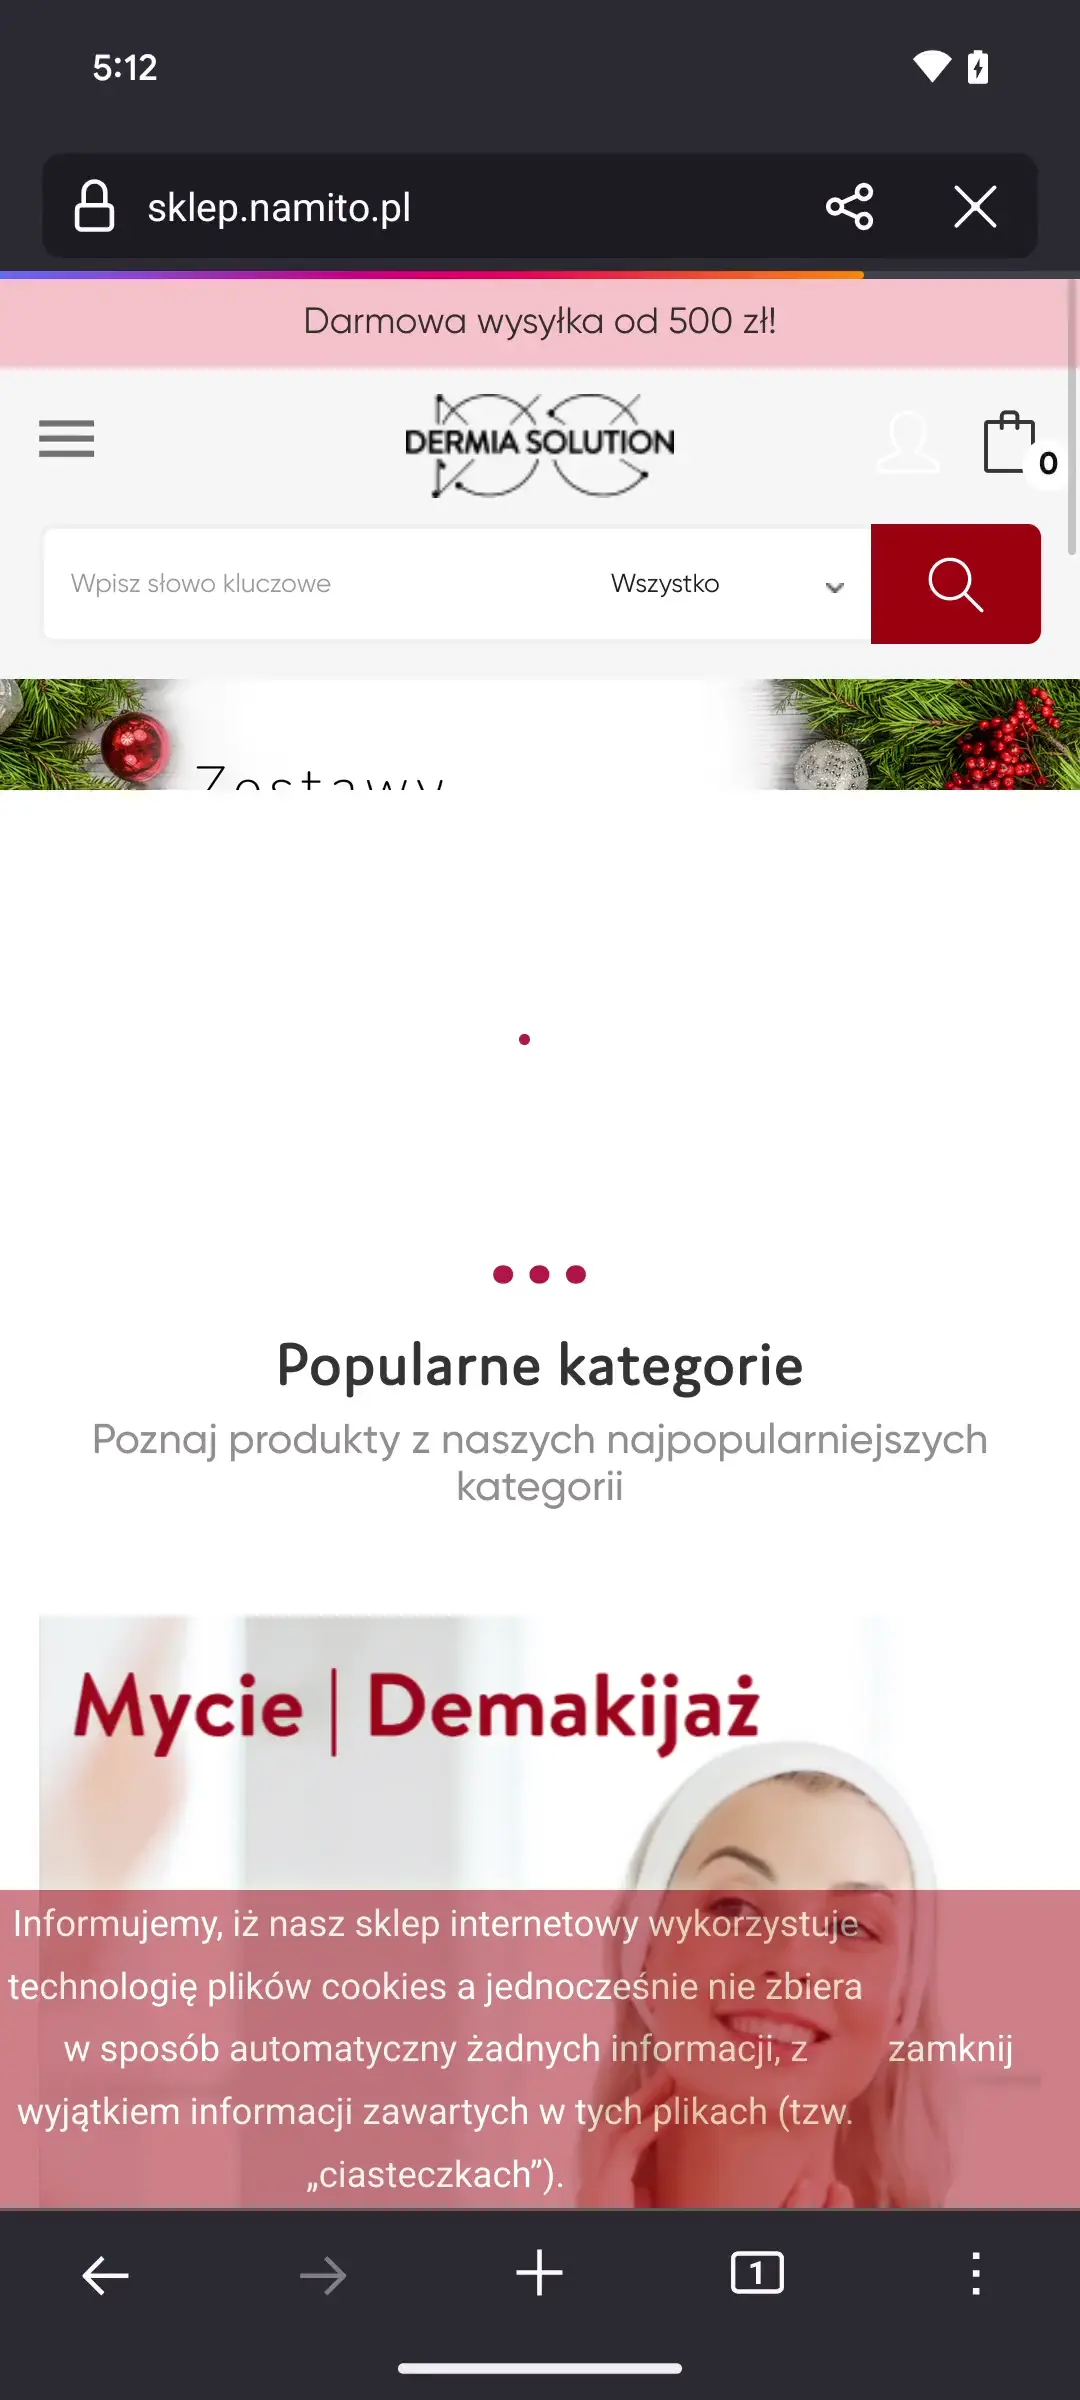 5:12
sklep.namito.pl
Darmowa wysyłka od 500 zł!
DERMIA SOLUTION
0
Wpisz słowo kluczowe
Wszystko
Zestawy
Popularne kategorie
Poznaj produkty z naszych najpopularniejszych
kategorii
Mycie | Demakijaż
Informujemy, iż nasz sklep internetowy wykorzystuje
technologię plików cookies a jednocześnie nie zbiera
w sposób automatyczny żadnych informacji, z
wyjątkiem informacji zawartych w tych plikach (tzw.
„ciasteczkach”).
zamknij
1